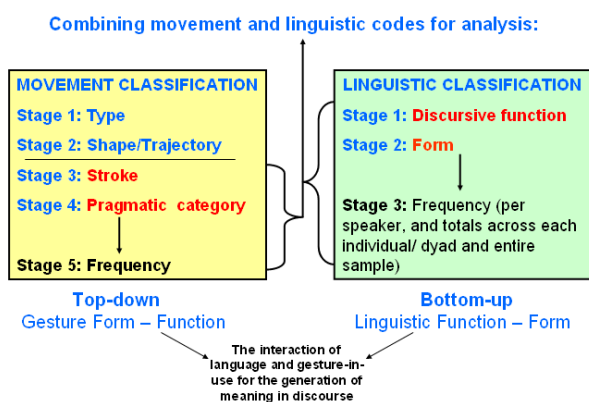 Combining movement and linguistic codes for analysis:
MOVEMENT CLASSIFICATION
Stage 1: Type
Stage 2: Shape/Trajectory
Stage 3: Stroke
Stage 4: Pragmatic category
Stage 5: Frequency
LINGUISTIC CLASSIFICATION
Stage 1: Discursive function
Stage 2: Form
Stage 3: Frequency (per
speaker, and totals across each
individual/ dyad and entire
sample)
Top-down
Gesture Form – Function
Bottom-up
Linguistic Function – Form
The interaction of
language and gesture-in-
use for the generation of
meaning in discourse